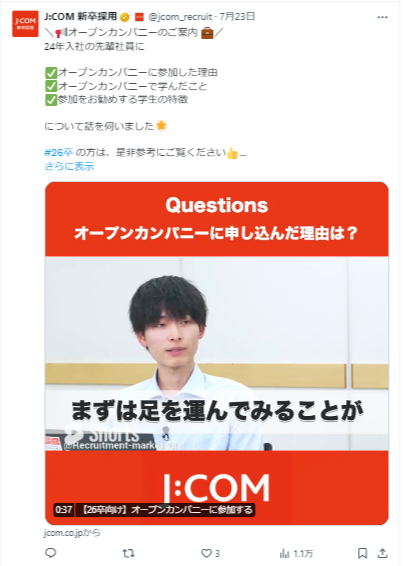 J:COM 新卒採用 @jcom_recruit · 7月23日
J:COM
新卒採用
＼📢オープンカンパニーのご案内💼／
24年入社の先輩社員に
✅オープンカンパニーに参加した理由
✅オープンカンパニーで学んだこと
✅参加をお勧めする学生の特徴
について話を伺いました🌟
#26卒 の方は、是非参考にご覧ください👍...
さらに表示
Questions
オープンカンパニーに申し込んだ理由は？
まずは足を運んでみることが
Shorts
J:COM
0:37 【26卒向け】オープンカンパニーに参加する
jcom.co.jpから
3
1.1万